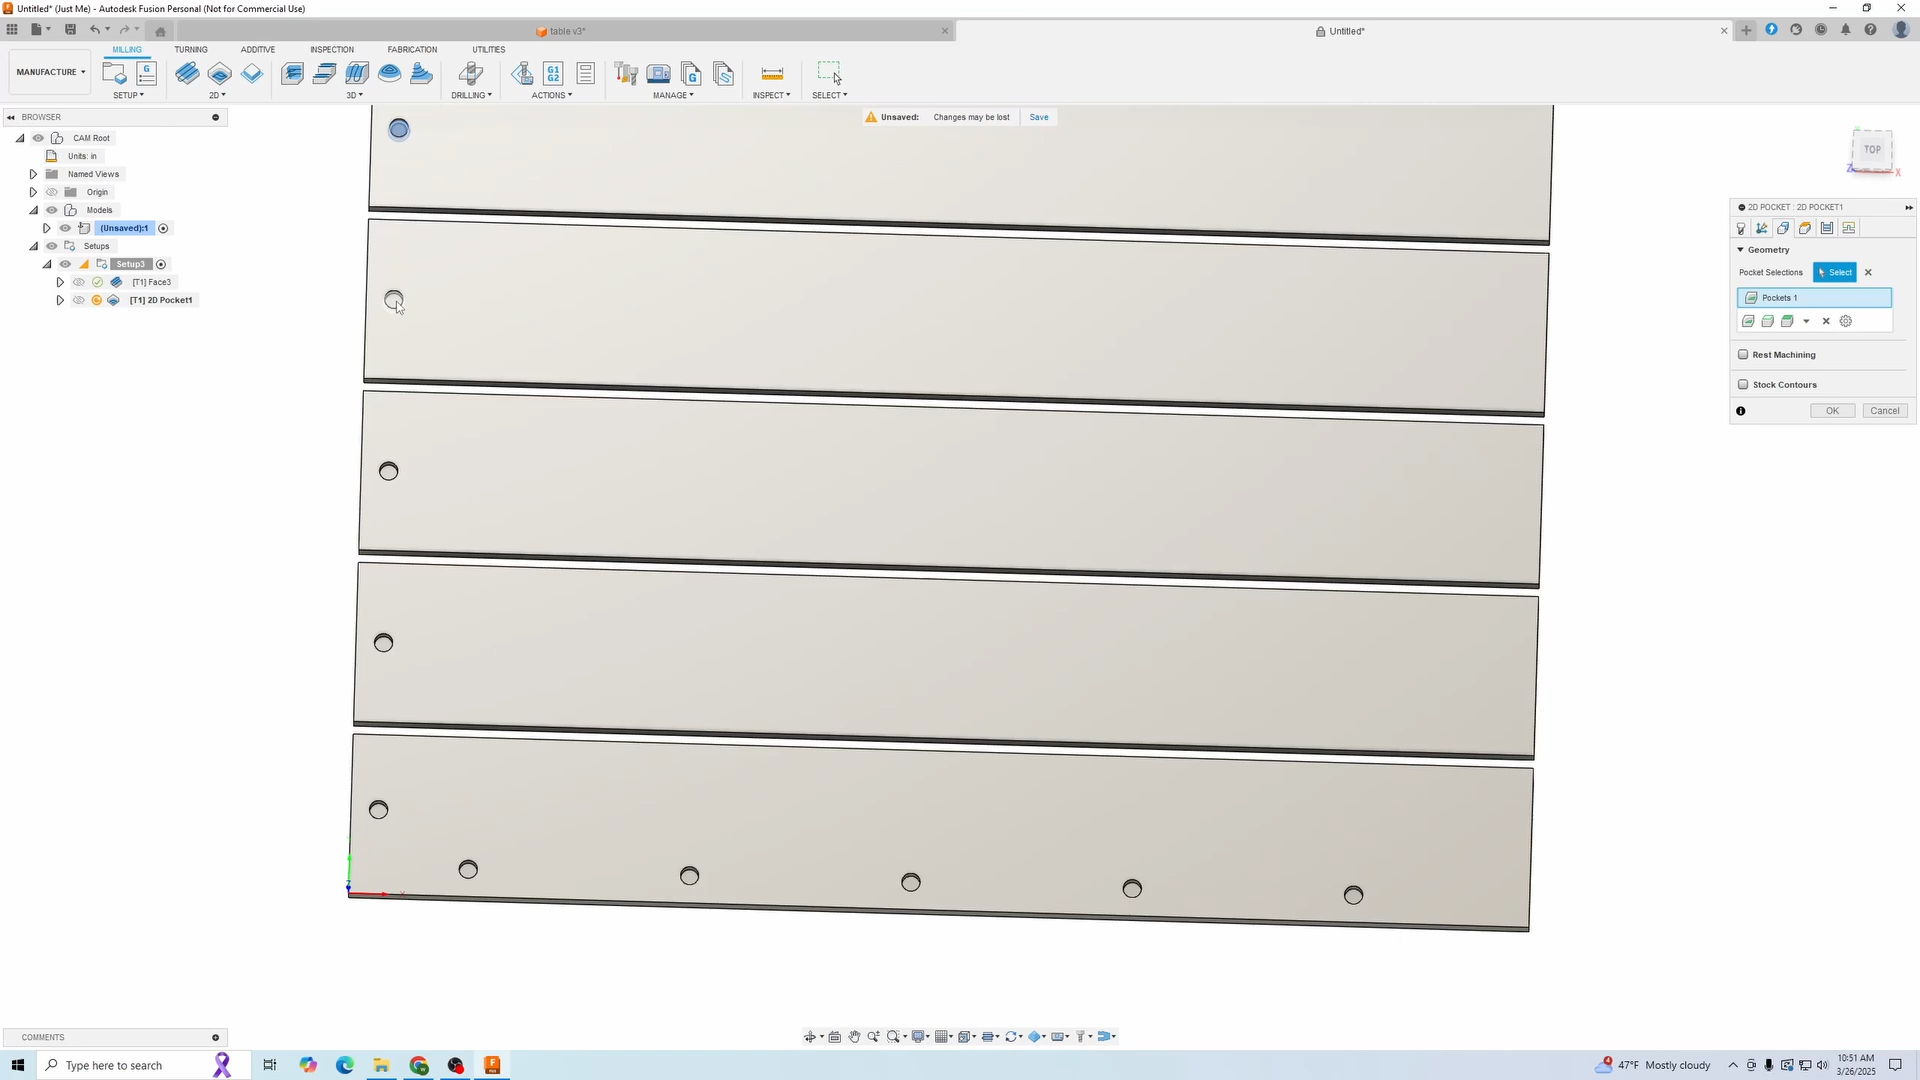 Untitled* (Just Me) - Autodesk Fusion Personal (Not for Commercial Use)
table v3*
Untitled*
MILLING
TURNING
ADDITIVE
INSPECTION
FABRICATION
UTILITIES
MANUFACTURE
G1
G2
SETUP
2D
3D
DRILLING
ACTIONS
MANAGE
INSPECT
SELECT
BROWSER
Unsaved: Changes may be lost Save
CAM Root
Units: in
Named Views
Origin
Models
(Unsaved):1
Setups
Setup3
[T1] Face3
[T1] 2D Pocket1
TOP
X
Z
2D POCKET : 2D POCKET1
Geometry
Pocket Selections Select
Pockets 1
Rest Machining
Stock Contours
OK Cancel
COMMENTS
Type here to search
47°F Mostly cloudy
10:51 AM
3/26/2025